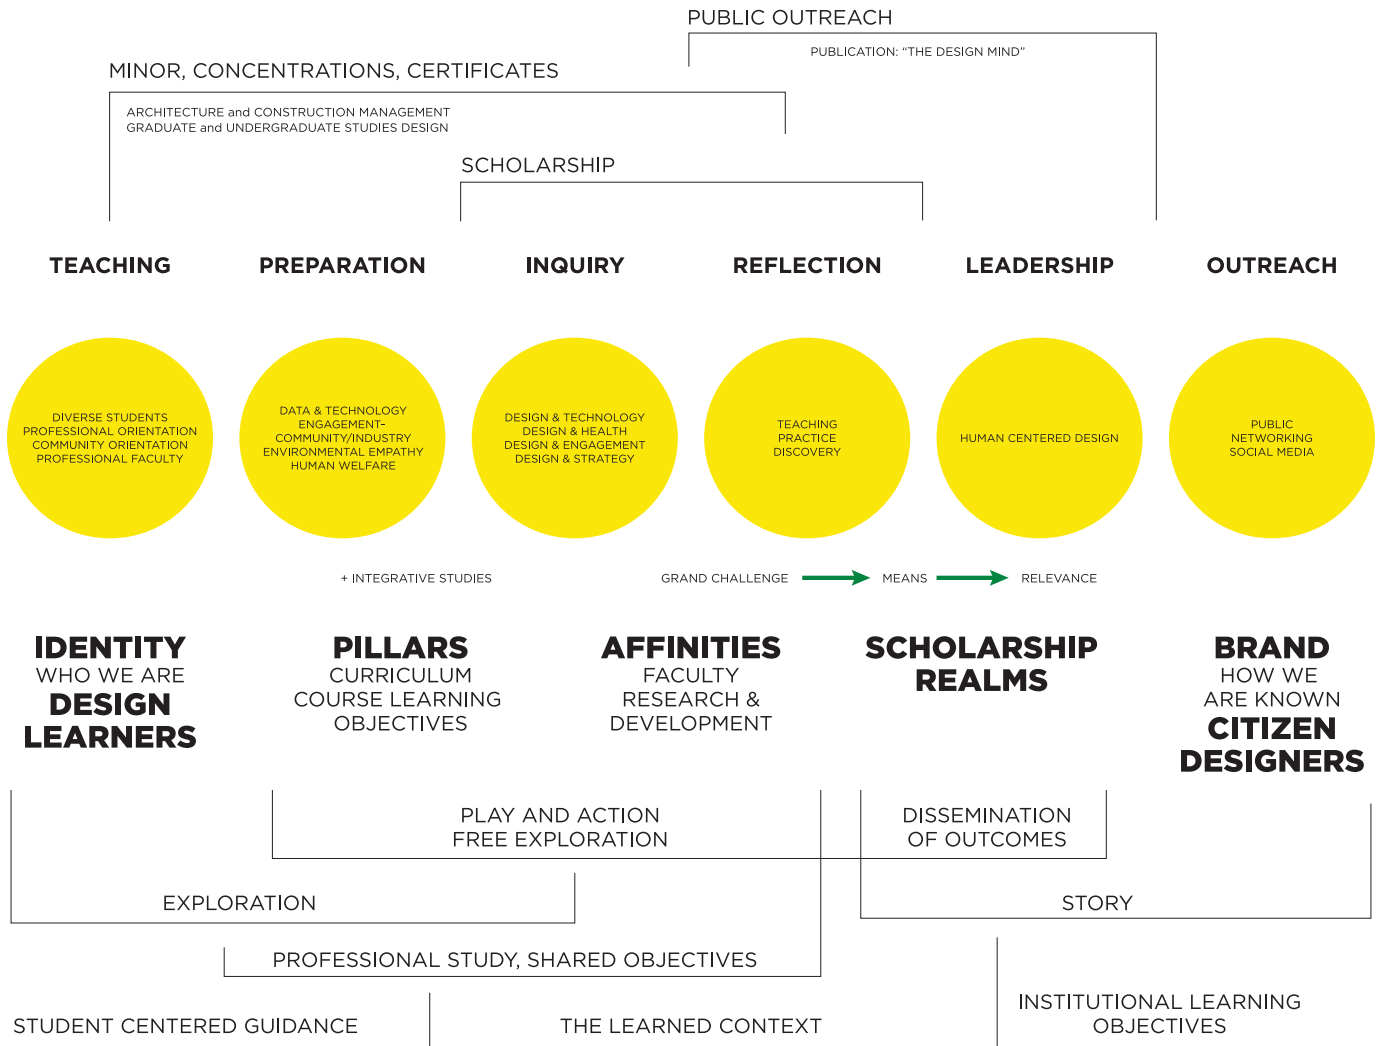 PUBLIC OUTREACH
PUBLICATION: “THE DESIGN MIND”
MINOR, CONCENTRATIONS, CERTIFICATES
ARCHITECTURE and CONSTRUCTION MANAGEMENT
GRADUATE and UNDERGRADUATE STUDIES DESIGN
SCHOLARSHIP
TEACHING
PREPARATION
INQUIRY
REFLECTION
LEADERSHIP
OUTREACH
DIVERSE STUDENTS
PROFESSIONAL ORIENTATION
COMMUNITY ORIENTATION
PROFESSIONAL FACULTY
DATA & TECHNOLOGY
ENGAGEMENT–
COMMUNITY/INDUSTRY
ENVIRONMENTAL EMPATHY
HUMAN WELFARE
DESIGN & TECHNOLOGY
DESIGN & HEALTH
DESIGN & ENGAGEMENT
DESIGN & STRATEGY
TEACHING
PRACTICE
DISCOVERY
HUMAN CENTERED DESIGN
PUBLIC
NETWORKING
SOCIAL MEDIA
+ INTEGRATIVE STUDIES
GRAND CHALLENGE
MEANS
RELEVANCE
IDENTITY
WHO WE ARE
DESIGN
LEARNERS
PILLARS
CURRICULUM
COURSE LEARNING
OBJECTIVES
AFFINITIES
FACULTY
RESEARCH &
DEVELOPMENT
SCHOLARSHIP
REALMS
BRAND
HOW WE
ARE KNOWN
CITIZEN
DESIGNERS
PLAY AND ACTION
FREE EXPLORATION
DISSEMINATION
OF OUTCOMES
EXPLORATION
STORY
PROFESSIONAL STUDY, SHARED OBJECTIVES
STUDENT CENTERED GUIDANCE
THE LEARNED CONTEXT
INSTITUTIONAL LEARNING
OBJECTIVES